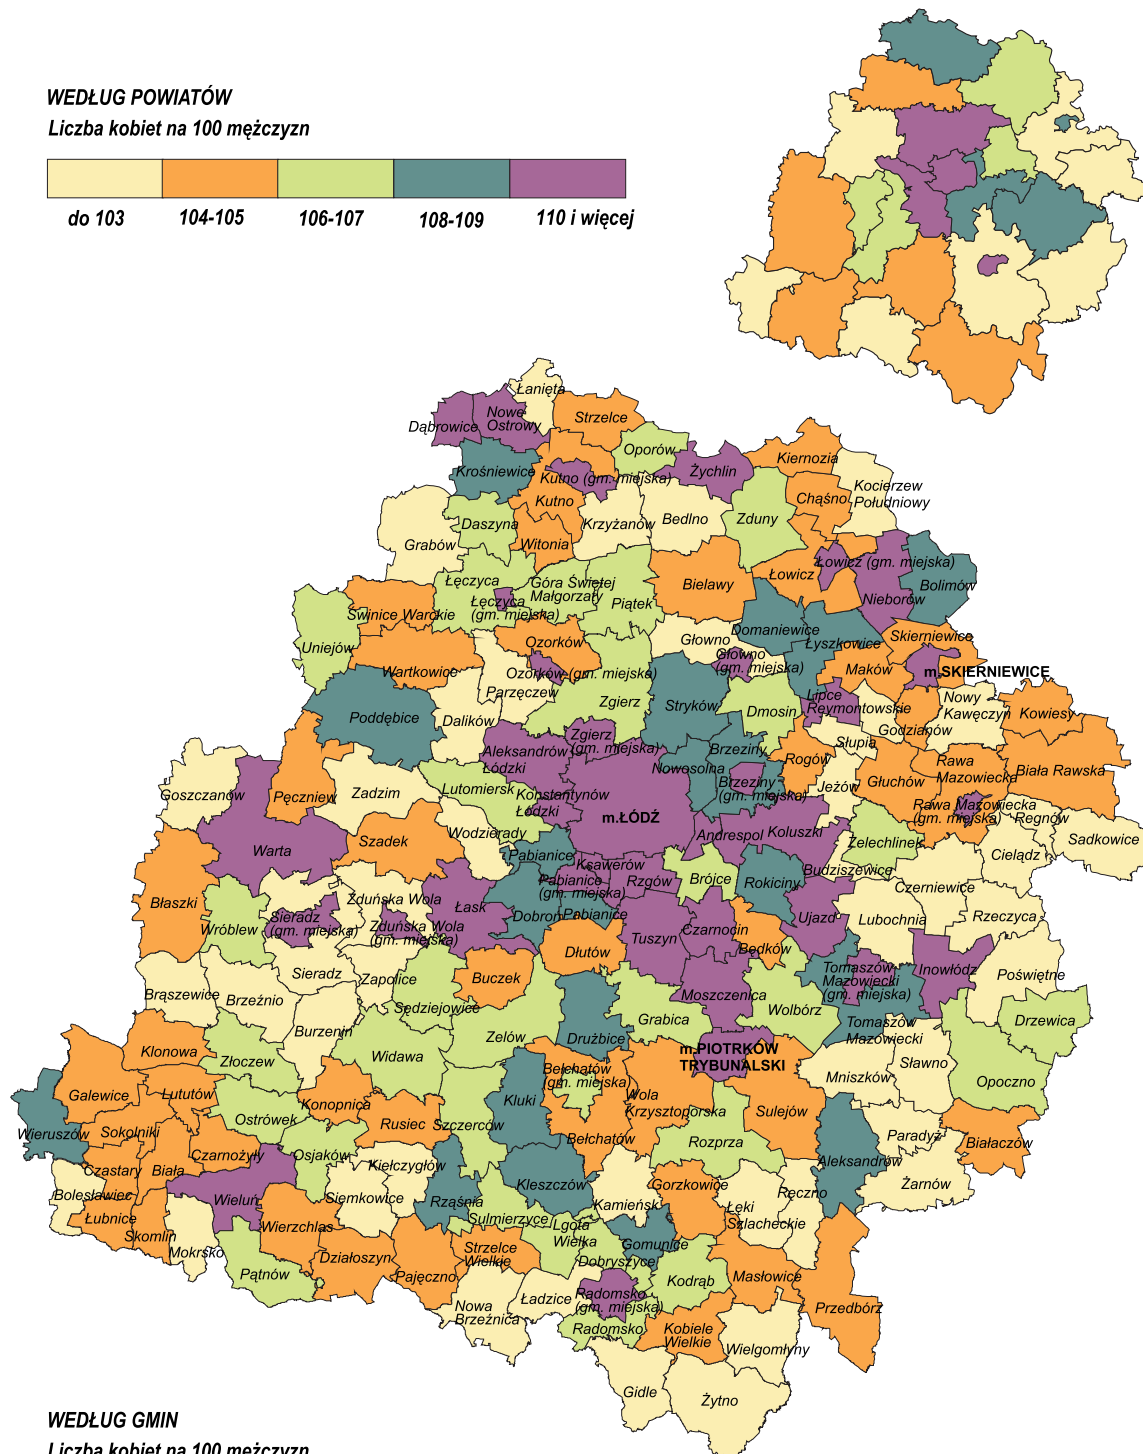 WEDŁUG POWIATÓW
Liczba kobiet na 100 mężczyzn
do 103
104-105
106-107
108-109
110 i więcej
Łanięta
Dąbrowice
Nowe
Ostrowy
Strzelce
Oporów
Żychlin
Kiernozia
Krośniewice
Kutno (gm. miejska)
Kutno
Chąśno
Kocierzew
Południowy
Daszyna
Krzyżanów
Bedlno
Zduny
Grabów
Witonia
Łowicz (gm. miejska)
Łęczyca
Góra Świętej
Małgorzaty
Piątek
Bielawy
Łowicz
Bolimów
Nieborów
Łęczyca
(gm. miejska)
Świnice Warckie
Uniejów
Ozorków
Głowno
Domaniewice
Łyszkowice
Skierniewice
Wartkowice
Ozorków (gm. miejska)
Głowno
(gm. miejska)
Maków
m.SKIERNIEWICE
Parzęczew
Zgierz
Stryków
Dmosin
Lipce
Reymontowskie
Nowy
Kawęczyn
Kowiesy
Poddębice
Dalików
Godzianów
Zgierz
(gm. miejska)
Aleksandrów
Łódzki
Brzeziny
Słupia
Nowosolna
Rogów
Rawa
Mazowiecka
Biała Rawska
Goszczanów
Pęczniew
Zadzim
Lutomiersk
Konstantynów
Łódzki
Brzeziny
(gm. miejska)
Jeżów
Głuchów
Rawa Mazowiecka
(gm. miejska)
Regnów
m.ŁÓDŹ
Wodzierady
Andrespol
Koluszki
Sadkowice
Warta
Szadek
Pabianice
Żelechlinek
Cielądz
Ksawerów
Pabianice
(gm. miejska)
Rzgów
Brójce
Rokiciny
Budziszewice
Czerniewice
Błaszki
Zduńska Wola
Łask
Dobroń
Pabianice
Wróblew
Sieradz
(gm. miejska)
Zduńska Wola
(gm. miejska)
Czarnocin
Ujazd
Lubochnia
Rzeczyca
Tuszyn
Będków
Dłutów
Sieradz
Zapolice
Buczek
Tomaszów
Mazowiecki
(gm. miejska)
Inowłódz
Poświętne
Brąszewice
Brzeźnio
Moszczenica
Sędziejowice
Wolbórz
Burzenin
Grabica
Tomaszów
Mazowiecki
Drzewica
Zelów
Drużbice
Klonowa
Złoczew
Widawa
m.PIOTRKÓW
TRYBUNALSKI
Sławno
Mniszków
Opoczno
Bełchatów
(gm. miejska)
Galewice
Lututów
Konopnica
Kluki
Wola
Krzysztoporska
Sulejów
Ostrówek
Rusiec
Szczerców
Wieruszów
Sokolniki
Bełchatów
Rozprza
Paradyż
Białaczów
Czarnożyły
Osjaków
Aleksandrów
Czastary
Biała
Kiełczygłów
Bolesławiec
Wieluń
Siemkowice
Rząśnia
Kleszczów
Gorzkowice
Ręczno
Żarnów
Kamieńsk
Łęki
Szlacheckie
Łubnice
Wierzchlas
Sulmierzyce
Lgota
Wielka
Skomlin
Mokrsko
Gomunice
Strzelce
Wielkie
Działoszyn
Dobryszyce
Pątnów
Pajęczno
Kodrąb
Masłowice
Radomsko
(gm. miejska)
Ładzice
Nowa
Brzeźnica
Przedbórz
Radomsko
Kobiele
Wielkie
Wielgomłyny
Gidle
Żytno
WEDŁUG GMIN
Liczba kobiet na 100 mężczyzn